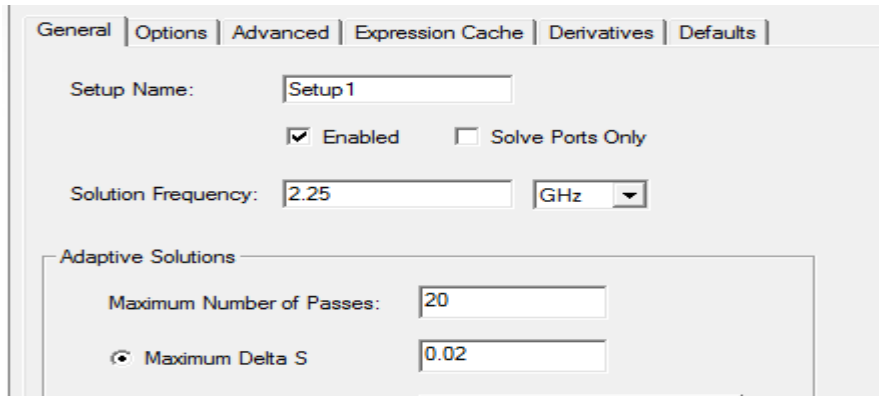 General Options Advanced Expression Cache Derivatives Defaults
Setup Name: Setup1
Enabled Solve Ports Only
Solution Frequency: 2.25 GHz
Adaptive Solutions
Maximum Number of Passes: 20
Maximum Delta S 0.02